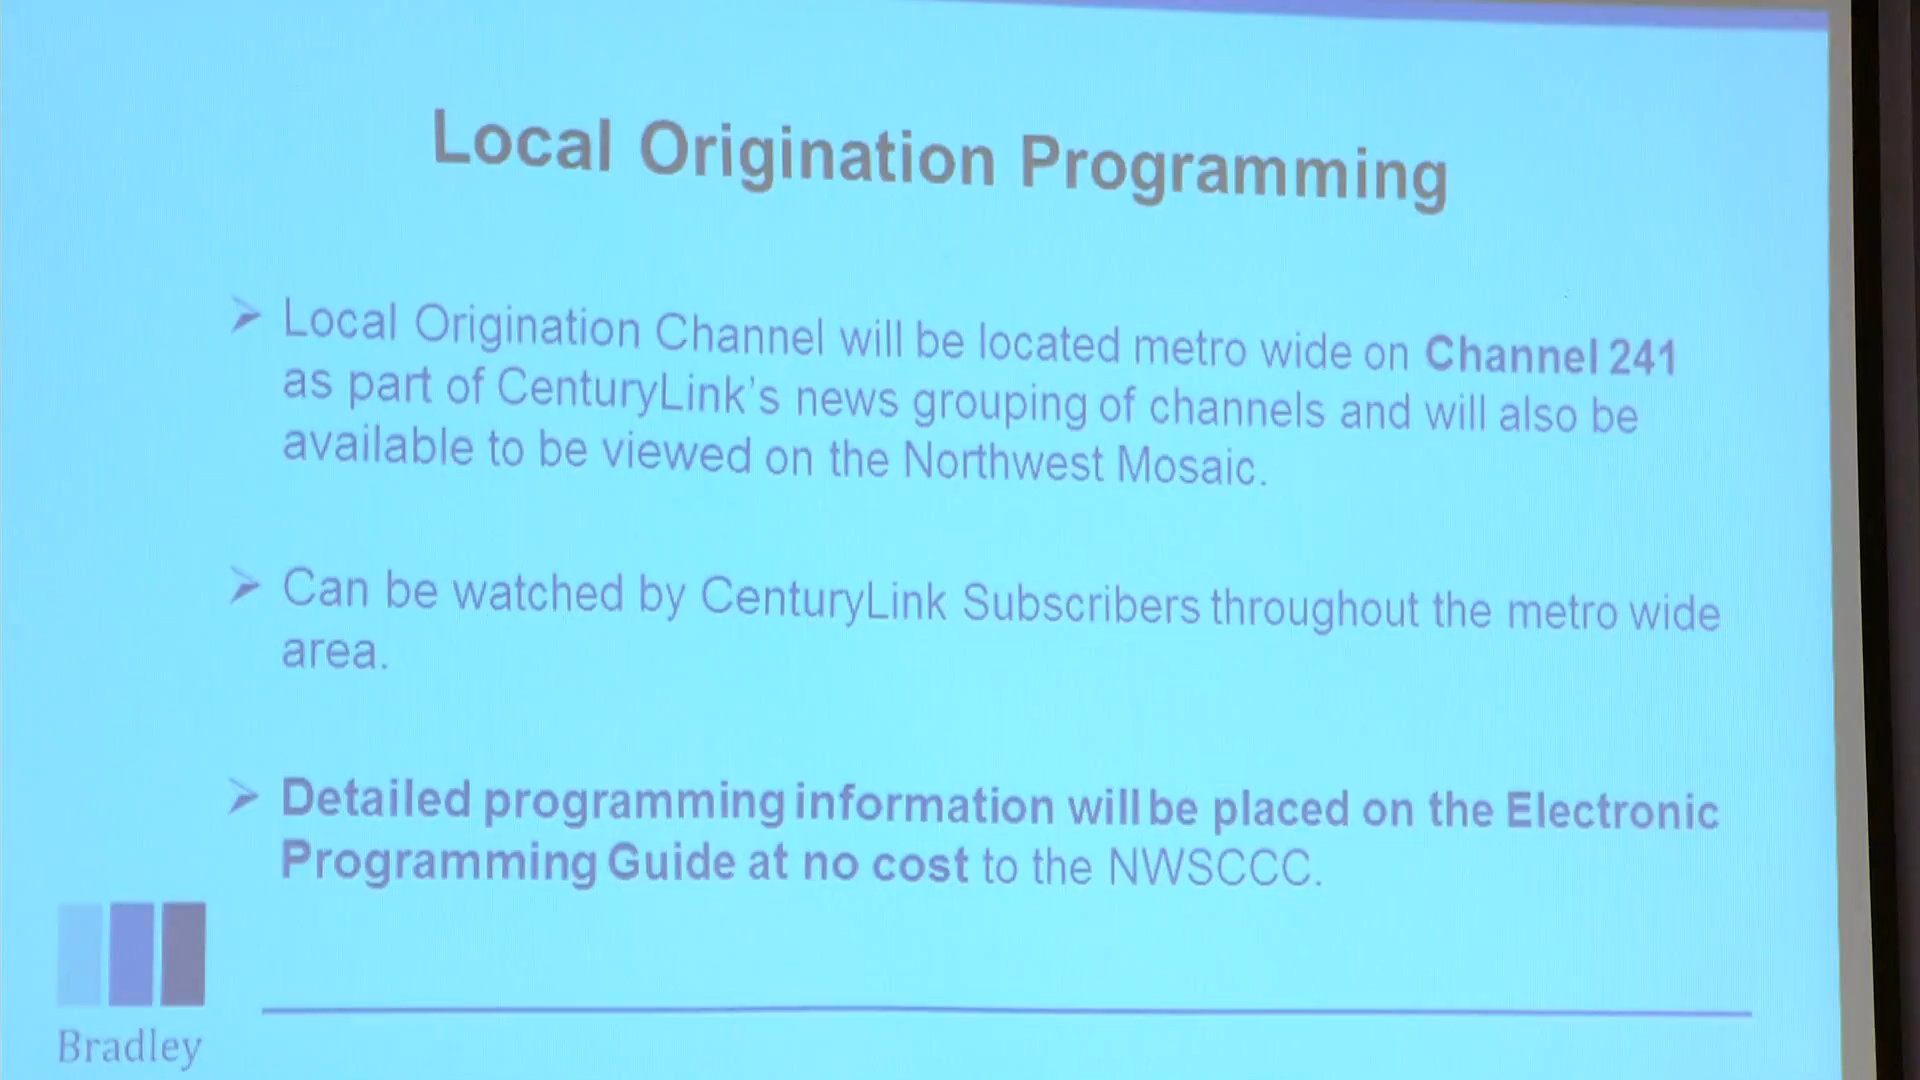 Local Origination Programming
Local Origination Channel will be located metro wide on Channel 241
as part of CenturyLink's news grouping of channels and will also be
available to be viewed on the Northwest Mosaic.
Can be watched by CenturyLink Subscribers throughout the metro wide
area.
Detailed programming information will be placed on the Electronic
Programming Guide at no cost to the NWSCCC.
Bradley